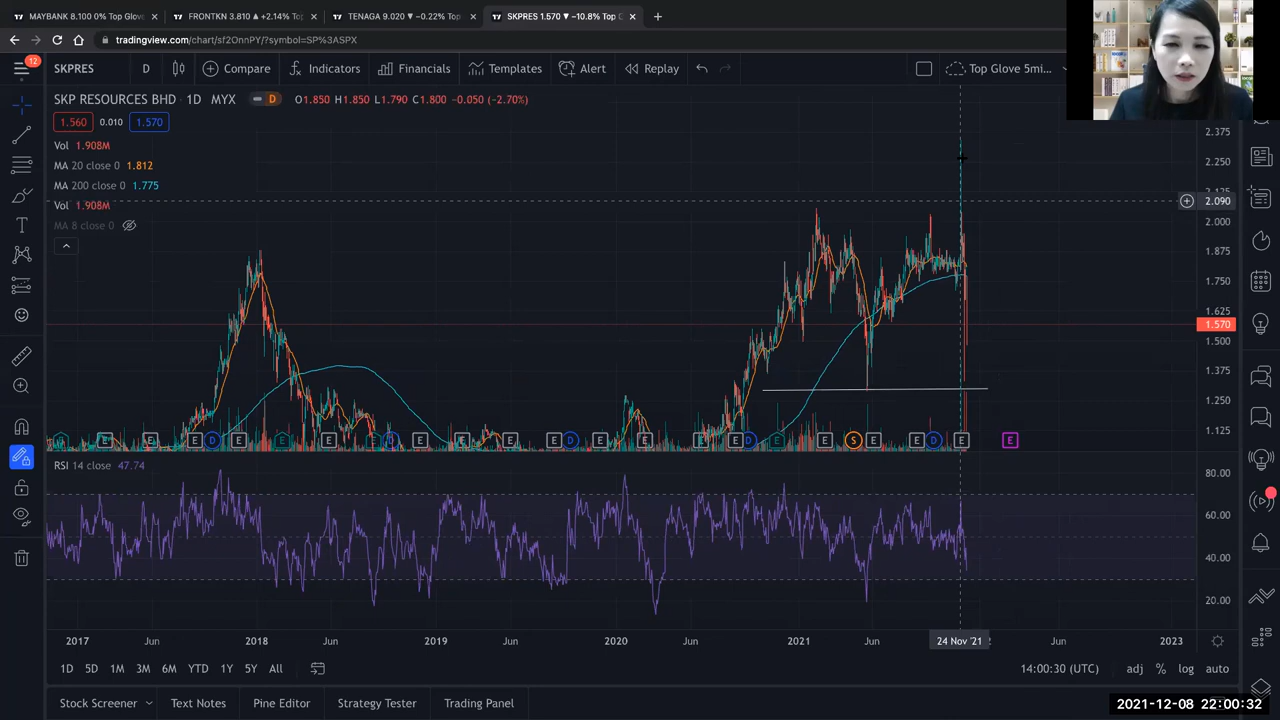 MAYBANK 8.100 0% Top Glov
FRONTKN 3.810 ▲ +2.14% To
TENAGA 9.020 ▼ −0.22% Top
SKPRES 1.570 ▼ −10.8% Top
tradingview.com/chart/sf2OnnPY/?symbol=SP%3ASPX
12
SKPRES
D
Compare
Indicators
Financial
Templ
Alert
Replay
Top Glove 5mi...
SKP RESOURCES BHD 1D MYX
D
O1.850 H1.850 L1.790 C1.800 −0.050 (−2.70%)
1.560
0.010
1.570
Vol 1.908M
MA 20 close 0 1.812
MA 200 close 0 1.775
Vol 1.908M
MA 8 close 0
2.375
2.250
2.125
2.090
2.000
1.875
1.750
1.625
1.570
1.500
1.375
1.250
1.125
E E E D E E E D E E E E D E E E D E E S E E D E E
RSI 14 close 47.74
80.00
60.00
40.00
20.00
2017 Jun 2018 Jun 2019 Jun 2020 Jun 2021 Jun 24 Nov '21 Jun 2023
1D 5D 1M 3M 6M YTD 1Y 5Y All
14:00:30 (UTC)
adj % log auto
Stock Screener
Text Notes
Pine Editor
Strategy Tester
Trading Panel
2021-12-08 22:00:32